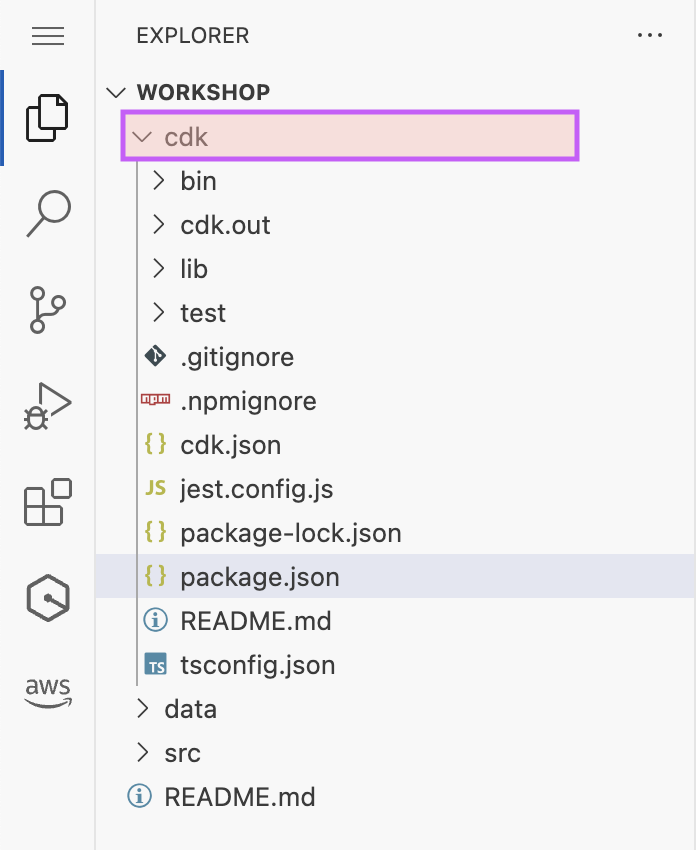 EXPLORER
WORKSHOP
cdk
bin
cdk.out
lib
test
.gitignore
.npmignore
{} cdk.json
JS jest.config.js
{} package-lock.json
{} package.json
README.md
TS tsconfig.json
aws
data
src
README.md